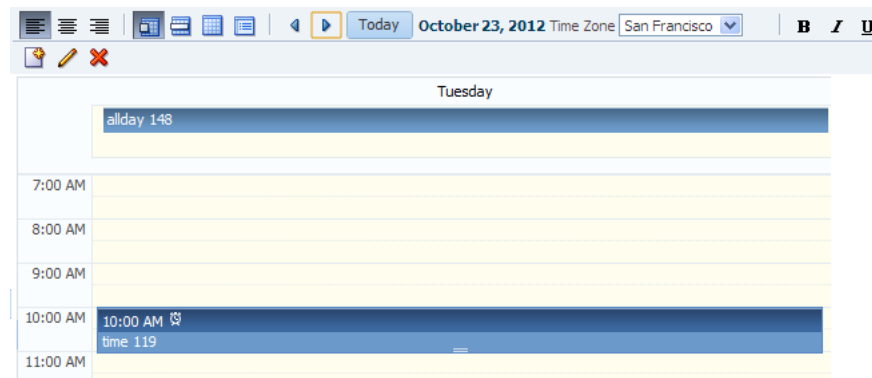 Today October 23, 2012 Time Zone San Francisco B I U
Tuesday
allday 148
7:00 AM
8:00 AM
9:00 AM
10:00 AM 10:00 AM
time 119
11:00 AM